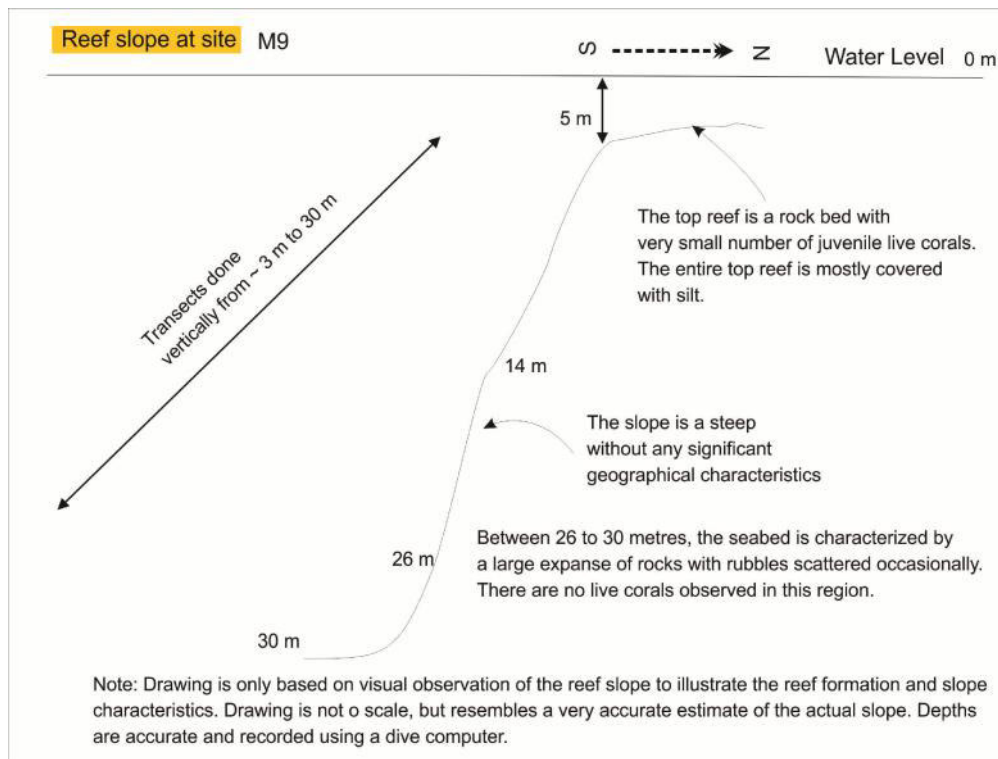 Reef slope at site M9
S N
Water Level 0 m
5 m
Transects done
vertically from ~ 3 m to 30 m
The top reef is a rock bed with
very small number of juvenile live corals.
The entire top reef is mostly covered
with silt.
14 m
The slope is a steep
without any significant
geographical characteristics
Between 26 to 30 metres, the seabed is characterized by
a large expanse of rocks with rubbles scattered occasionally.
There are no live corals observed in this region.
26 m
30 m
Note: Drawing is only based on visual observation of the reef slope to illustrate the reef formation and slope
characteristics. Drawing is not o scale, but resembles a very accurate estimate of the actual slope. Depths
are accurate and recorded using a dive computer.